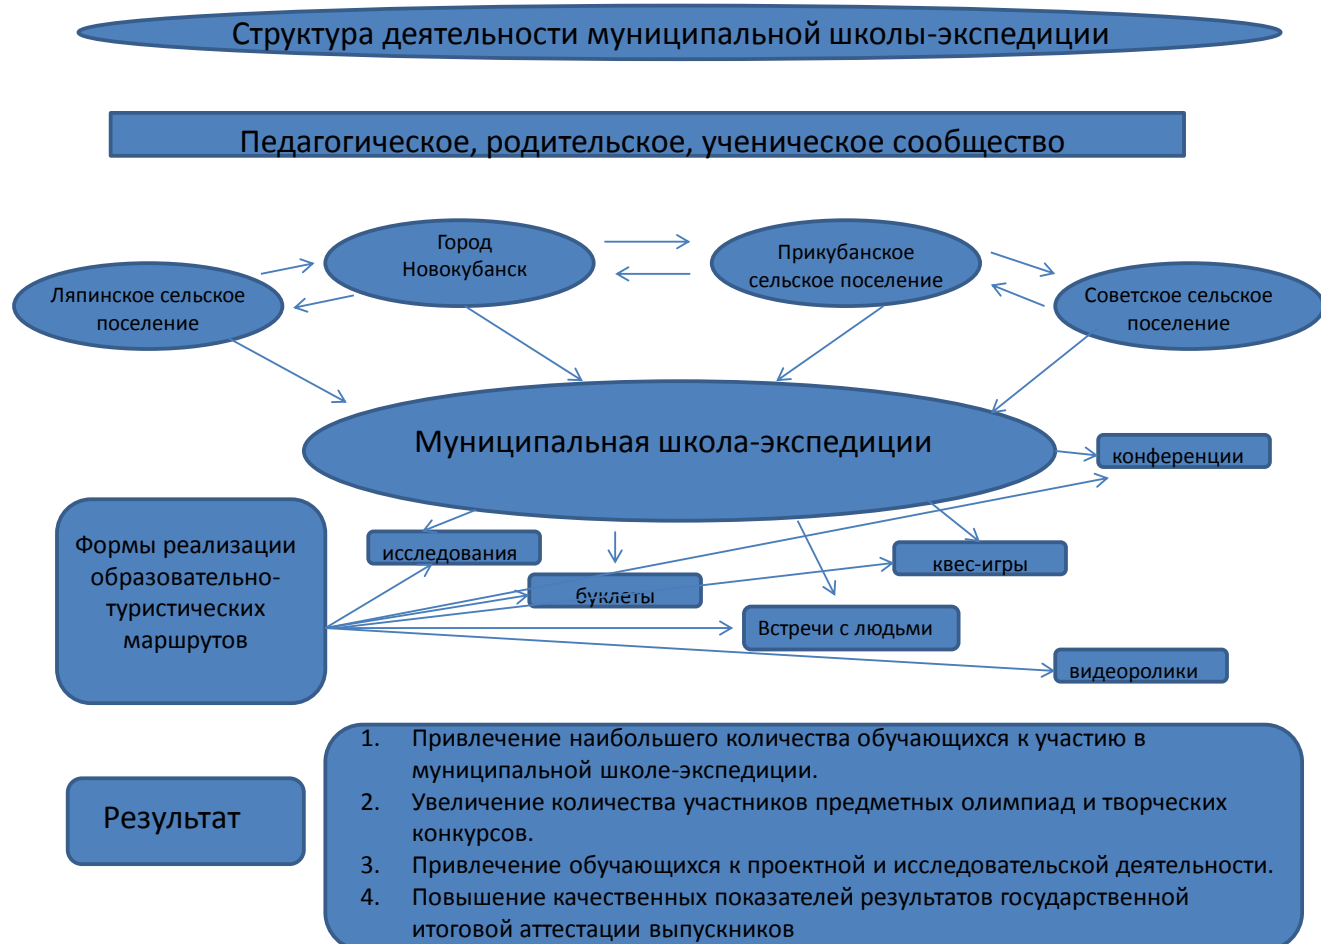 Структура деятельности муниципальной школы-экспедиции
Педагогическое, родительское, ученическое сообщество
Ляпинское сельское
поселение
Город
Новокубанск
Прикубанское
сельское поселение
Советское сельское
поселение
Муниципальная школа-экспедиции
конференции
исследования
квес-игры
буклеты
Встречи с людьми
видеоролики
Формы реализации
образовательно-
туристических
маршрутов
Результат
1. Привлечение наибольшего количества обучающихся к участию в
муниципальной школе-экспедиции.
2. Увеличение количества участников предметных олимпиад и творческих
конкурсов.
3. Привлечение обучающихся к проектной и исследовательской деятельности.
4. Повышение качественных показателей результатов государственной
итоговой аттестации выпускников